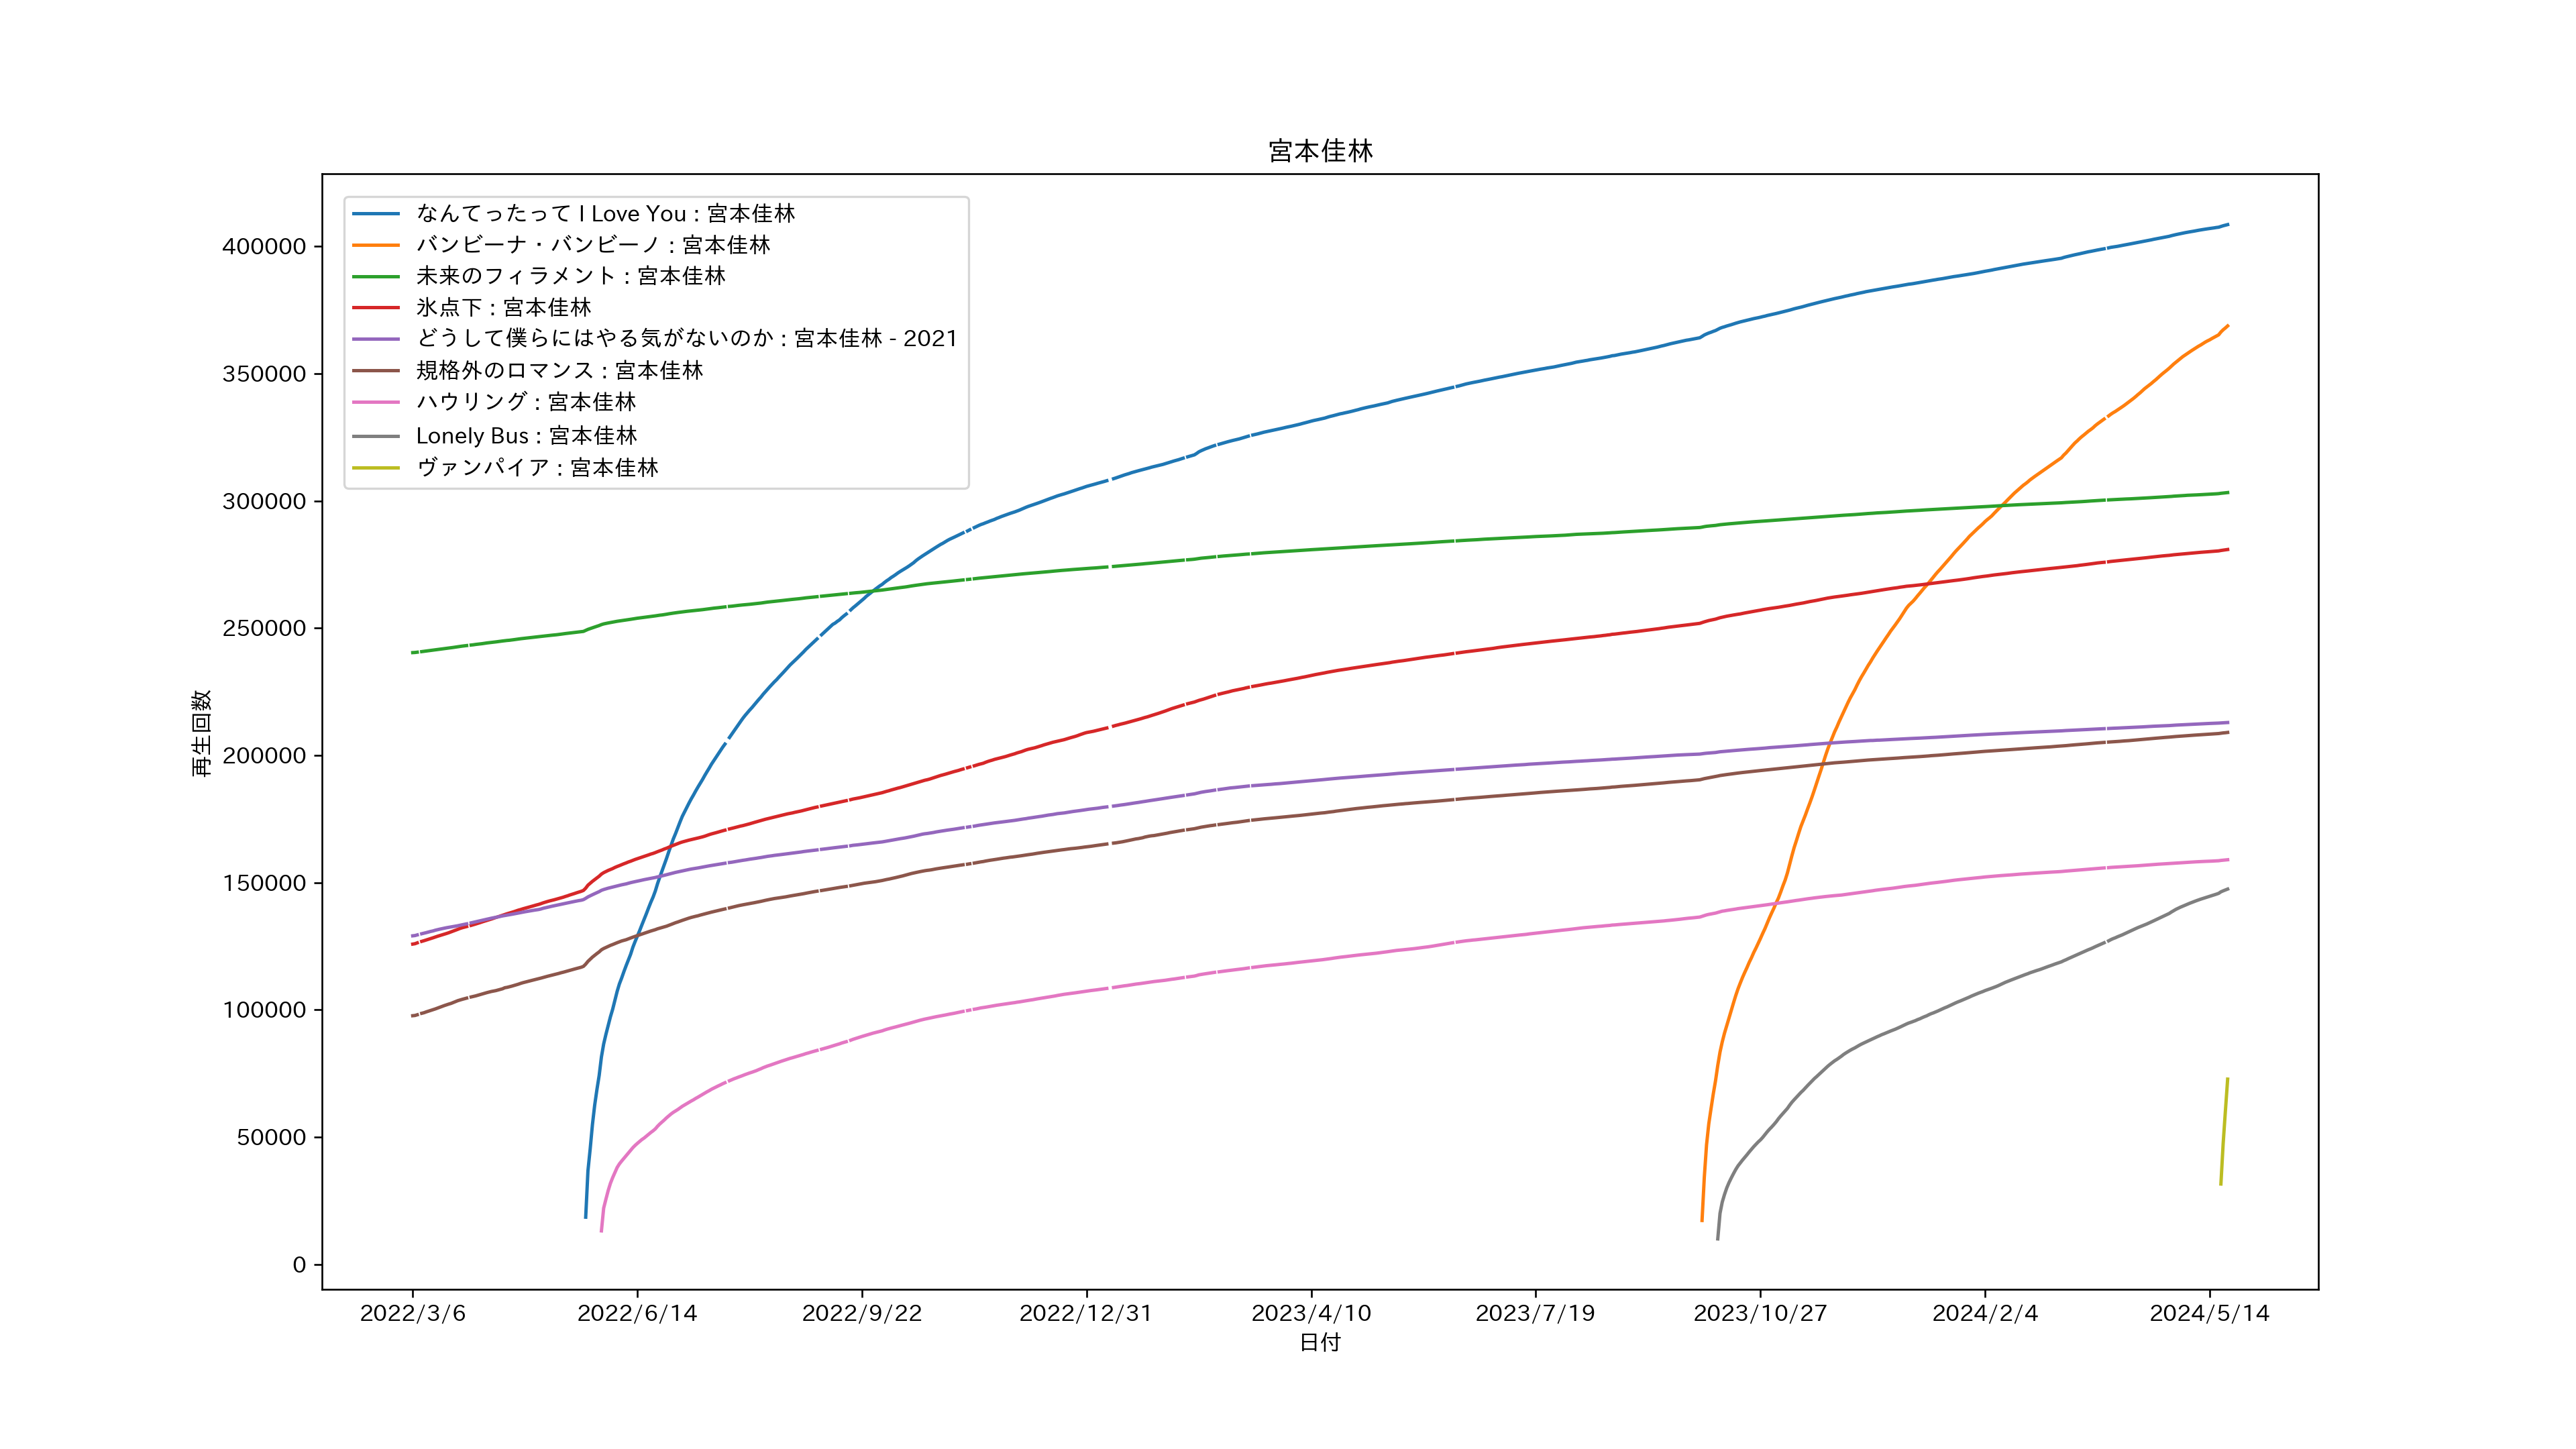 宮本佳林
なんてったって I Love You : 宮本佳林
バンビーナ・バンビーノ : 宮本佳林
未来のフィラメント : 宮本佳林
氷点下 : 宮本佳林
どうして僕らにはやる気がないのか : 宮本佳林 - 2021
規格外のロマンス : 宮本佳林
ハウリング : 宮本佳林
Lonely Bus : 宮本佳林
ヴァンパイア : 宮本佳林
400000
350000
300000
250000
200000
150000
100000
50000
0
再生回数
2022/3/6
2022/6/14
2022/9/22
2022/12/31
2023/4/10
2023/7/19
2023/10/27
2024/2/4
2024/5/14
日付